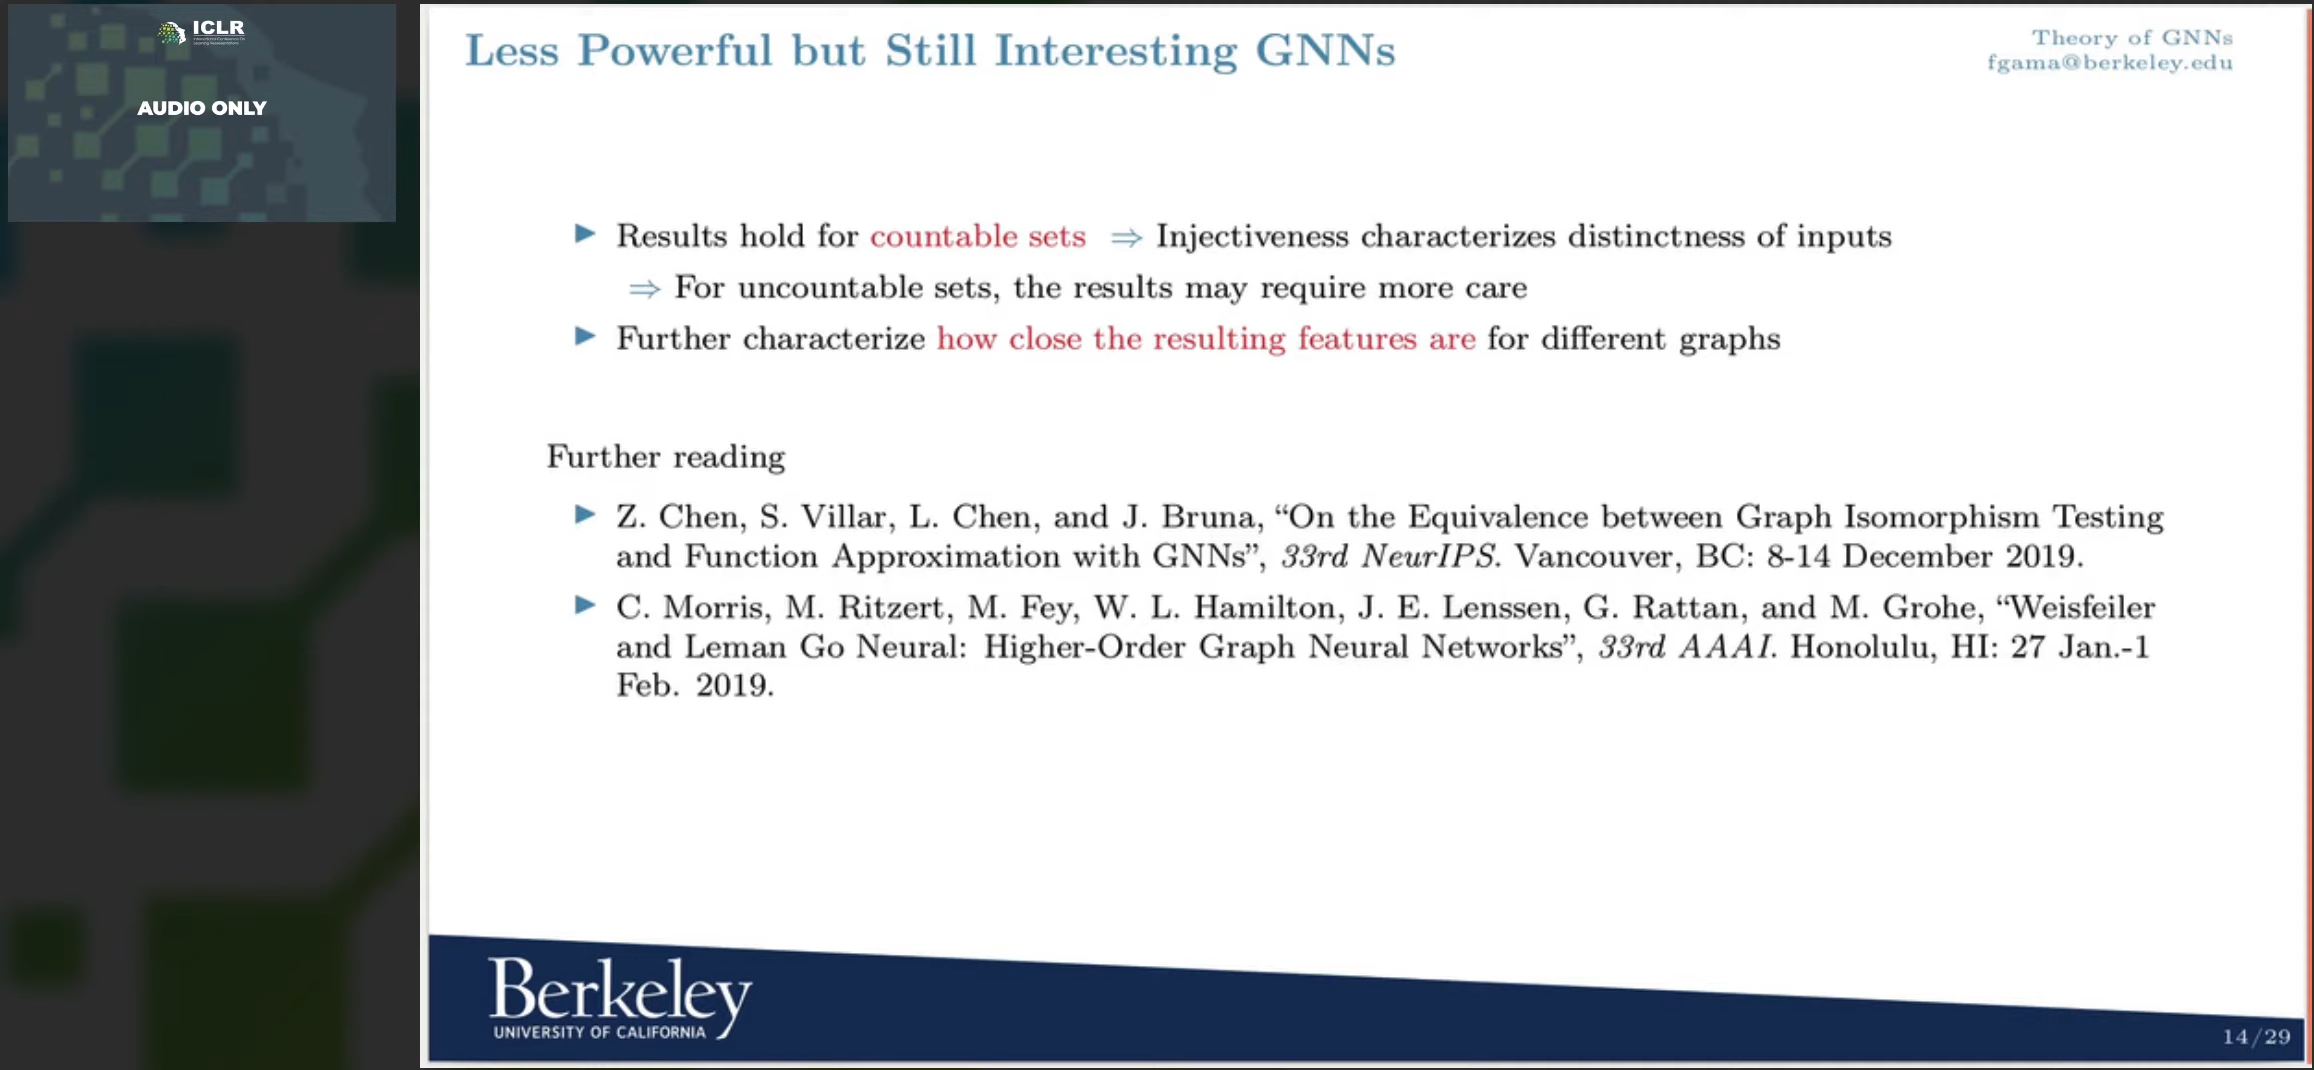 ICLR
AUDIO ONLY
Less Powerful but Still Interesting GNNs
Theory of GNNs
fgama@berkeley.edu
▶ Results hold for countable sets ⇒ Injectiveness characterizes distinctness of inputs
⇒ For uncountable sets, the results may require more care
▶ Further characterize how close the resulting features are for different graphs
Further reading
▶ Z. Chen, S. Villar, L. Chen, and J. Bruna, “On the Equivalence between Graph Isomorphism Testing
and Function Approximation with GNNs”, 33rd NeurIPS. Vancouver, BC: 8-14 December 2019.
▶ C. Morris, M. Ritzert, M. Fey, W. L. Hamilton, J. E. Lenssen, G. Rattan, and M. Grohe, “Weisfeiler
and Leman Go Neural: Higher-Order Graph Neural Networks”, 33rd AAAI. Honolulu, HI: 27 Jan.-1
Feb. 2019.
Berkeley
UNIVERSITY OF CALIFORNIA
14/29